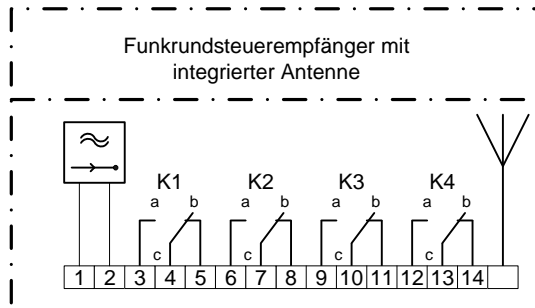 Funkrundsteuerempfänger mit
integrierter Antenne
K1 K2 K3 K4
a b a b a b a b
c c c c
1 2 3 4 5 6 7 8 9 10 11 12 13 14